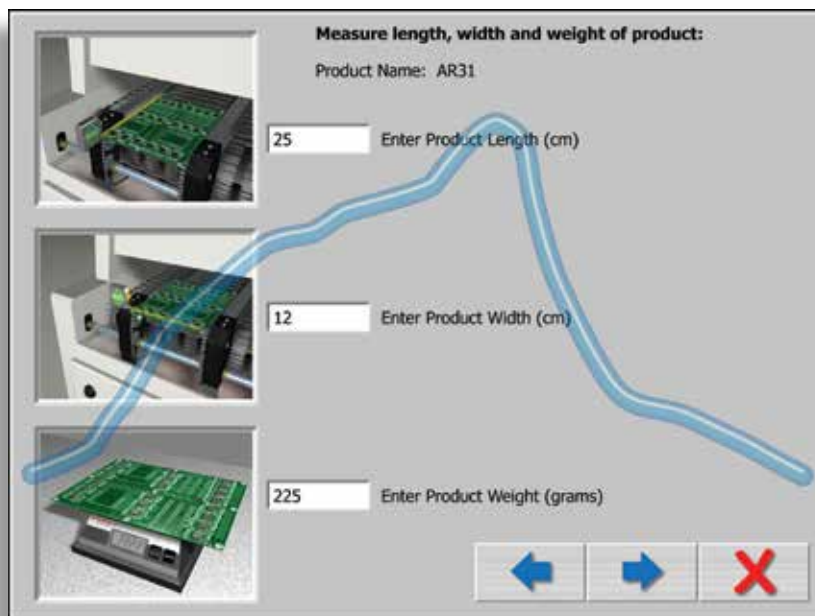 Measure length, width and weight of product:
Product Name: AR31
25 Enter Product Length (cm)
12 Enter Product Width (cm)
225 Enter Product Weight (grams)